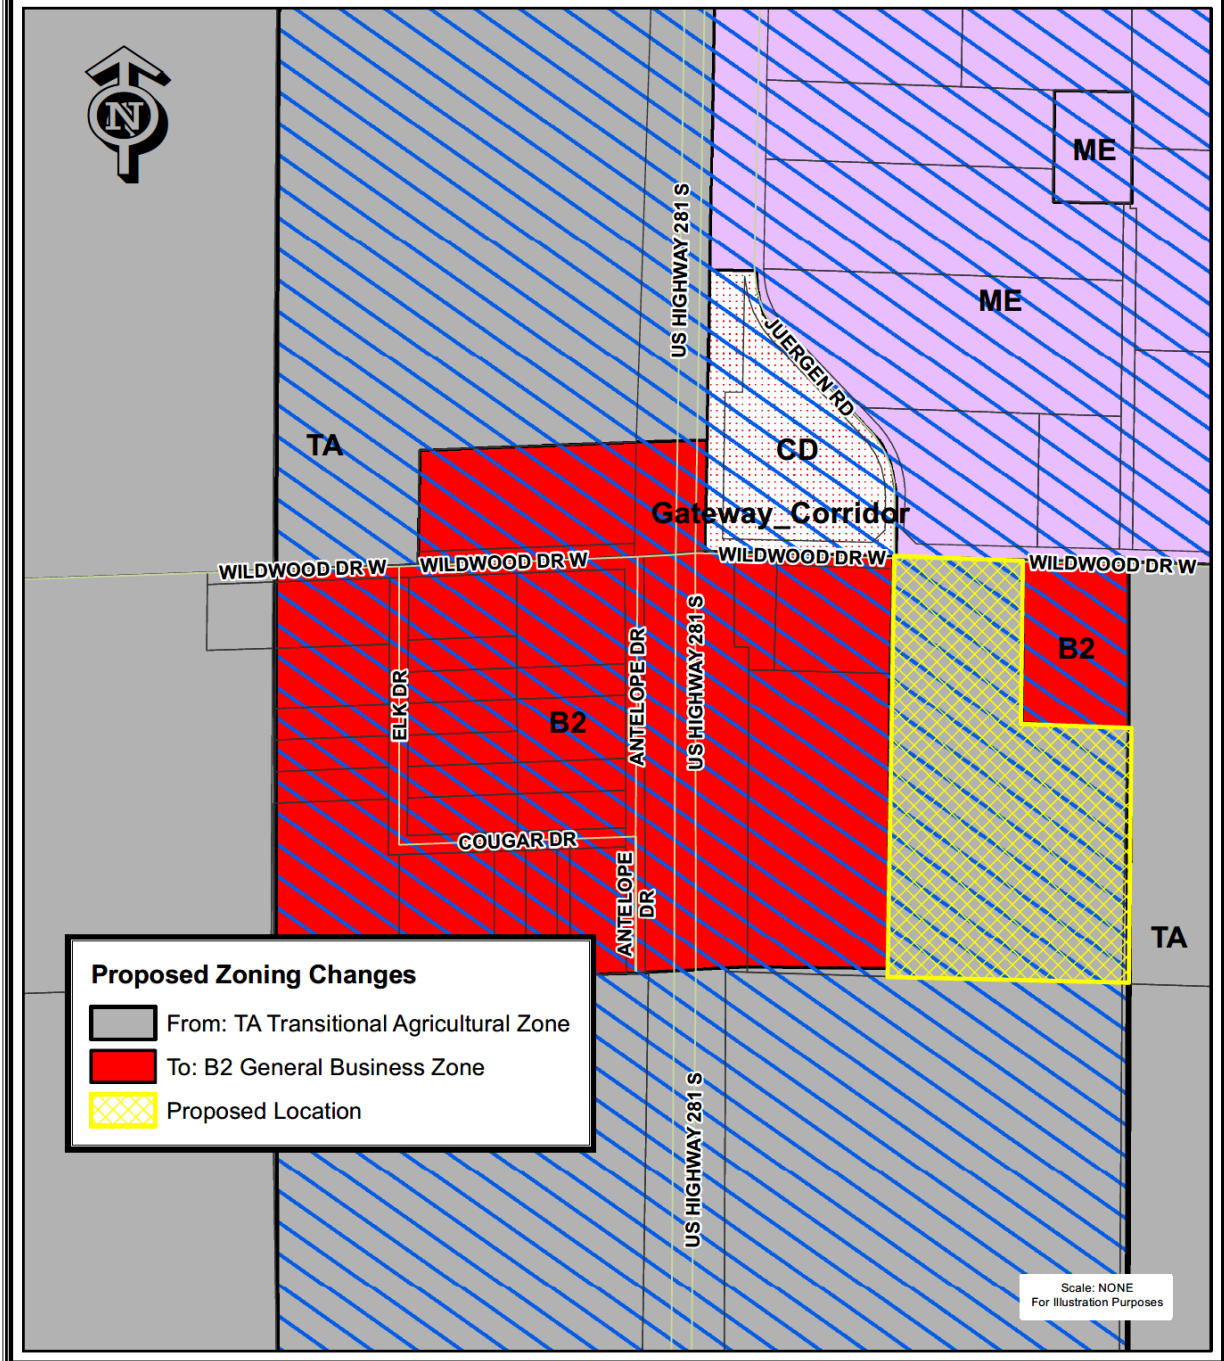 N
ME
US HIGHWAY 281 S
ME
JUERGEN RD
TA
CD
Gateway_Corridor
WILDWOOD DR W
WILDWOOD DR W
WILDWOOD DR W
WILDWOOD DR W
B2
ELK DR
B2
ANTELOPE DR
US HIGHWAY 281 S
COUGAR DR
ANTELOPE
DR
TA
Proposed Zoning Changes
From: TA Transitional Agricultural Zone
To: B2 General Business Zone
Proposed Location
US HIGHWAY 281 S
Scale: NONE
For Illustration Purposes